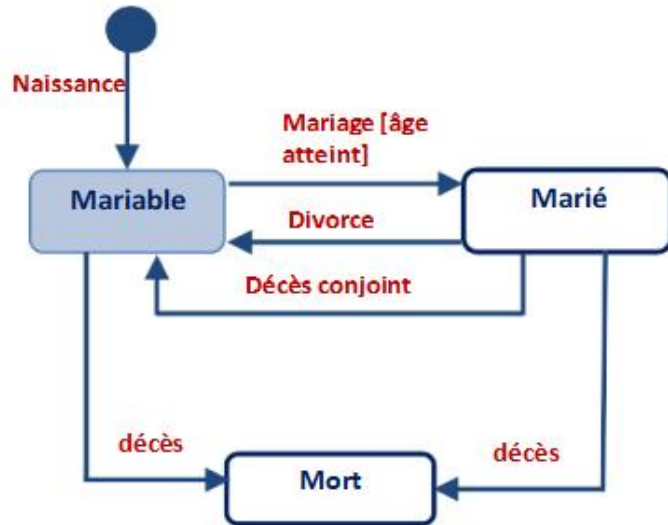 Naissance
Mariage [âge
atteint]
Mariable
Marié
Divorce
Décès conjoint
décès
décès
Mort